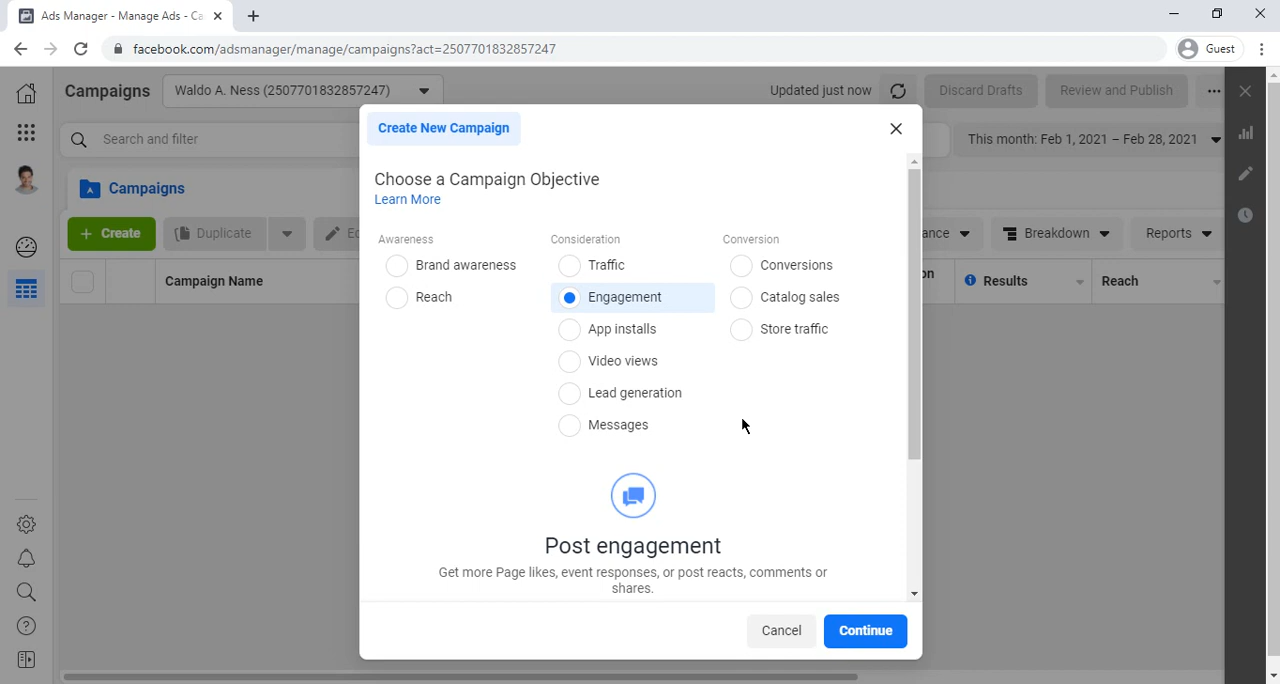 Ads Manager - Manage Ads - Ca
facebook.com/adsmanager/manage/campaigns?act=2507701832857247
Guest
Campaigns
Waldo A. Ness (2507701832857247)
Updated just now
Discard Drafts
Review and Publish
Create New Campaign
Search and filter
This month: Feb 1, 2021 – Feb 28, 2021
Campaigns
Choose a Campaign Objective
Learn More
+ Create
Duplicate
Breakdown
Reports
Awareness
Consideration
Conversion
Brand awareness
Traffic
Conversions
Campaign Name
Results
Reach
Reach
Engagement
Catalog sales
App installs
Store traffic
Video views
Lead generation
Messages
Post engagement
Get more Page likes, event responses, or post reacts, comments or
shares.
Cancel
Continue